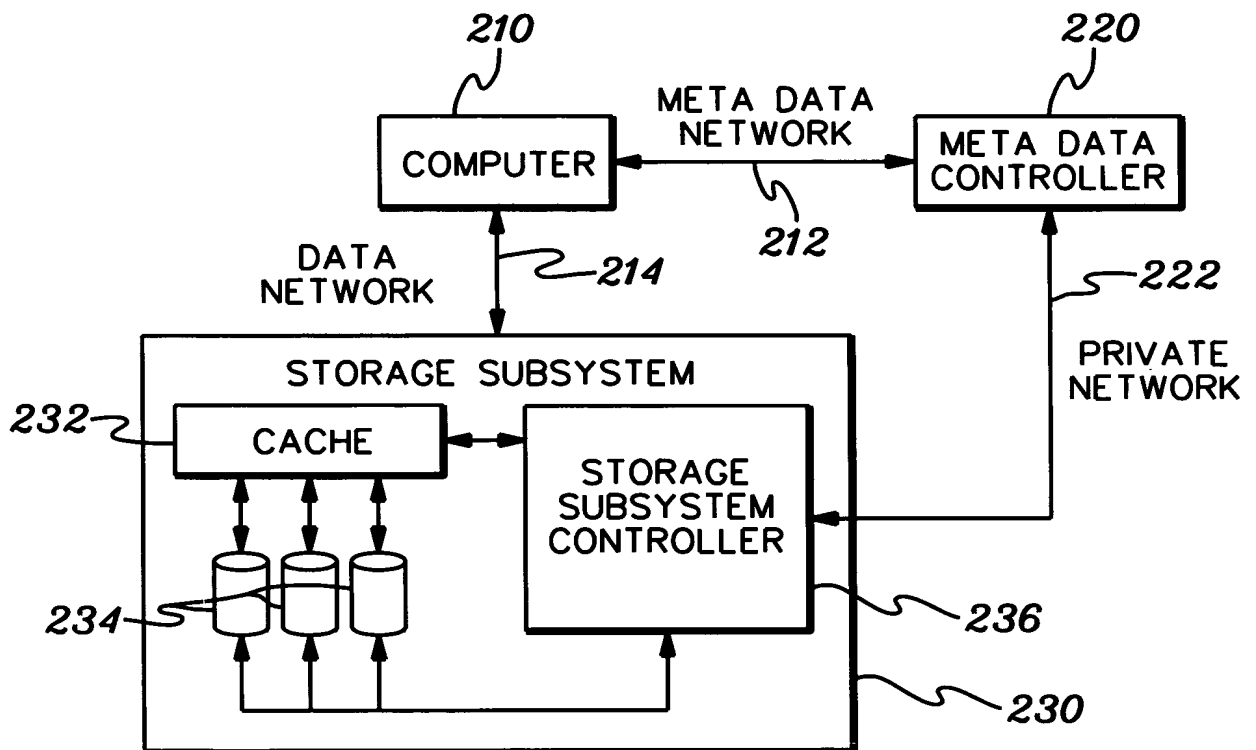 210
220
META DATA
NETWORK
COMPUTER
META DATA
CONTROLLER
212
DATA
NETWORK
214
222
PRIVATE
NETWORK
STORAGE SUBSYSTEM
232
CACHE
STORAGE
SUBSYSTEM
CONTROLLER
234
236
230